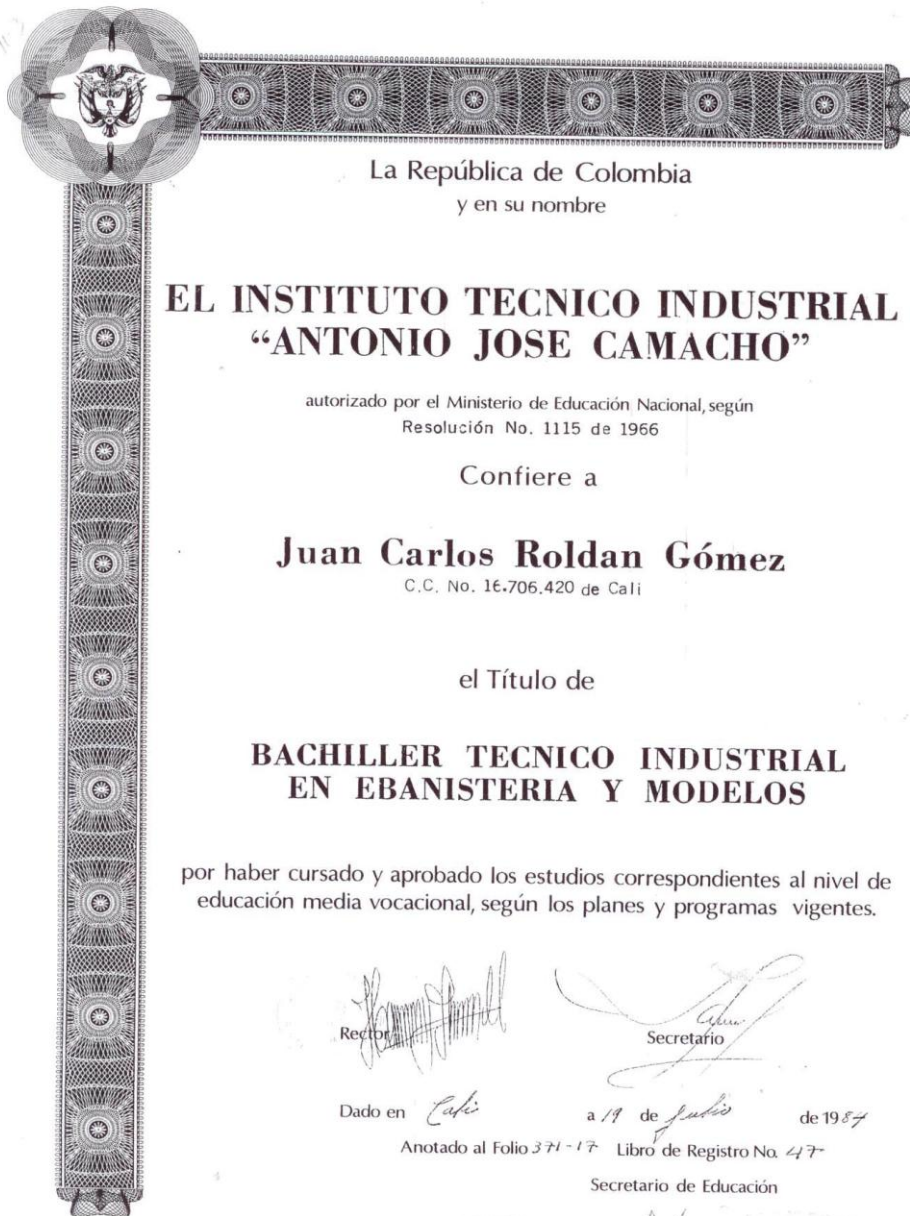 La República de Colombia
y en su nombre
EL INSTITUTO TECNICO INDUSTRIAL
“ANTONIO JOSE CAMACHO”
autorizado por el Ministerio de Educación Nacional, según
Resolución No. 1115 de 1966
Confiere a
Juan Carlos Roldan Gómez
C.C. No. 16.706.420 de Cali
el Título de
BACHILLER TECNICO INDUSTRIAL
EN EBANISTERIA Y MODELOS
por haber cursado y aprobado los estudios correspondientes al nivel de
educación media vocacional, según los planes y programas vigentes.
Rector Secretario
Dado en Cali a 19 de Julio de 1984
Anotado al Folio 371-17 Libro de Registro No. 47
Secretario de Educación